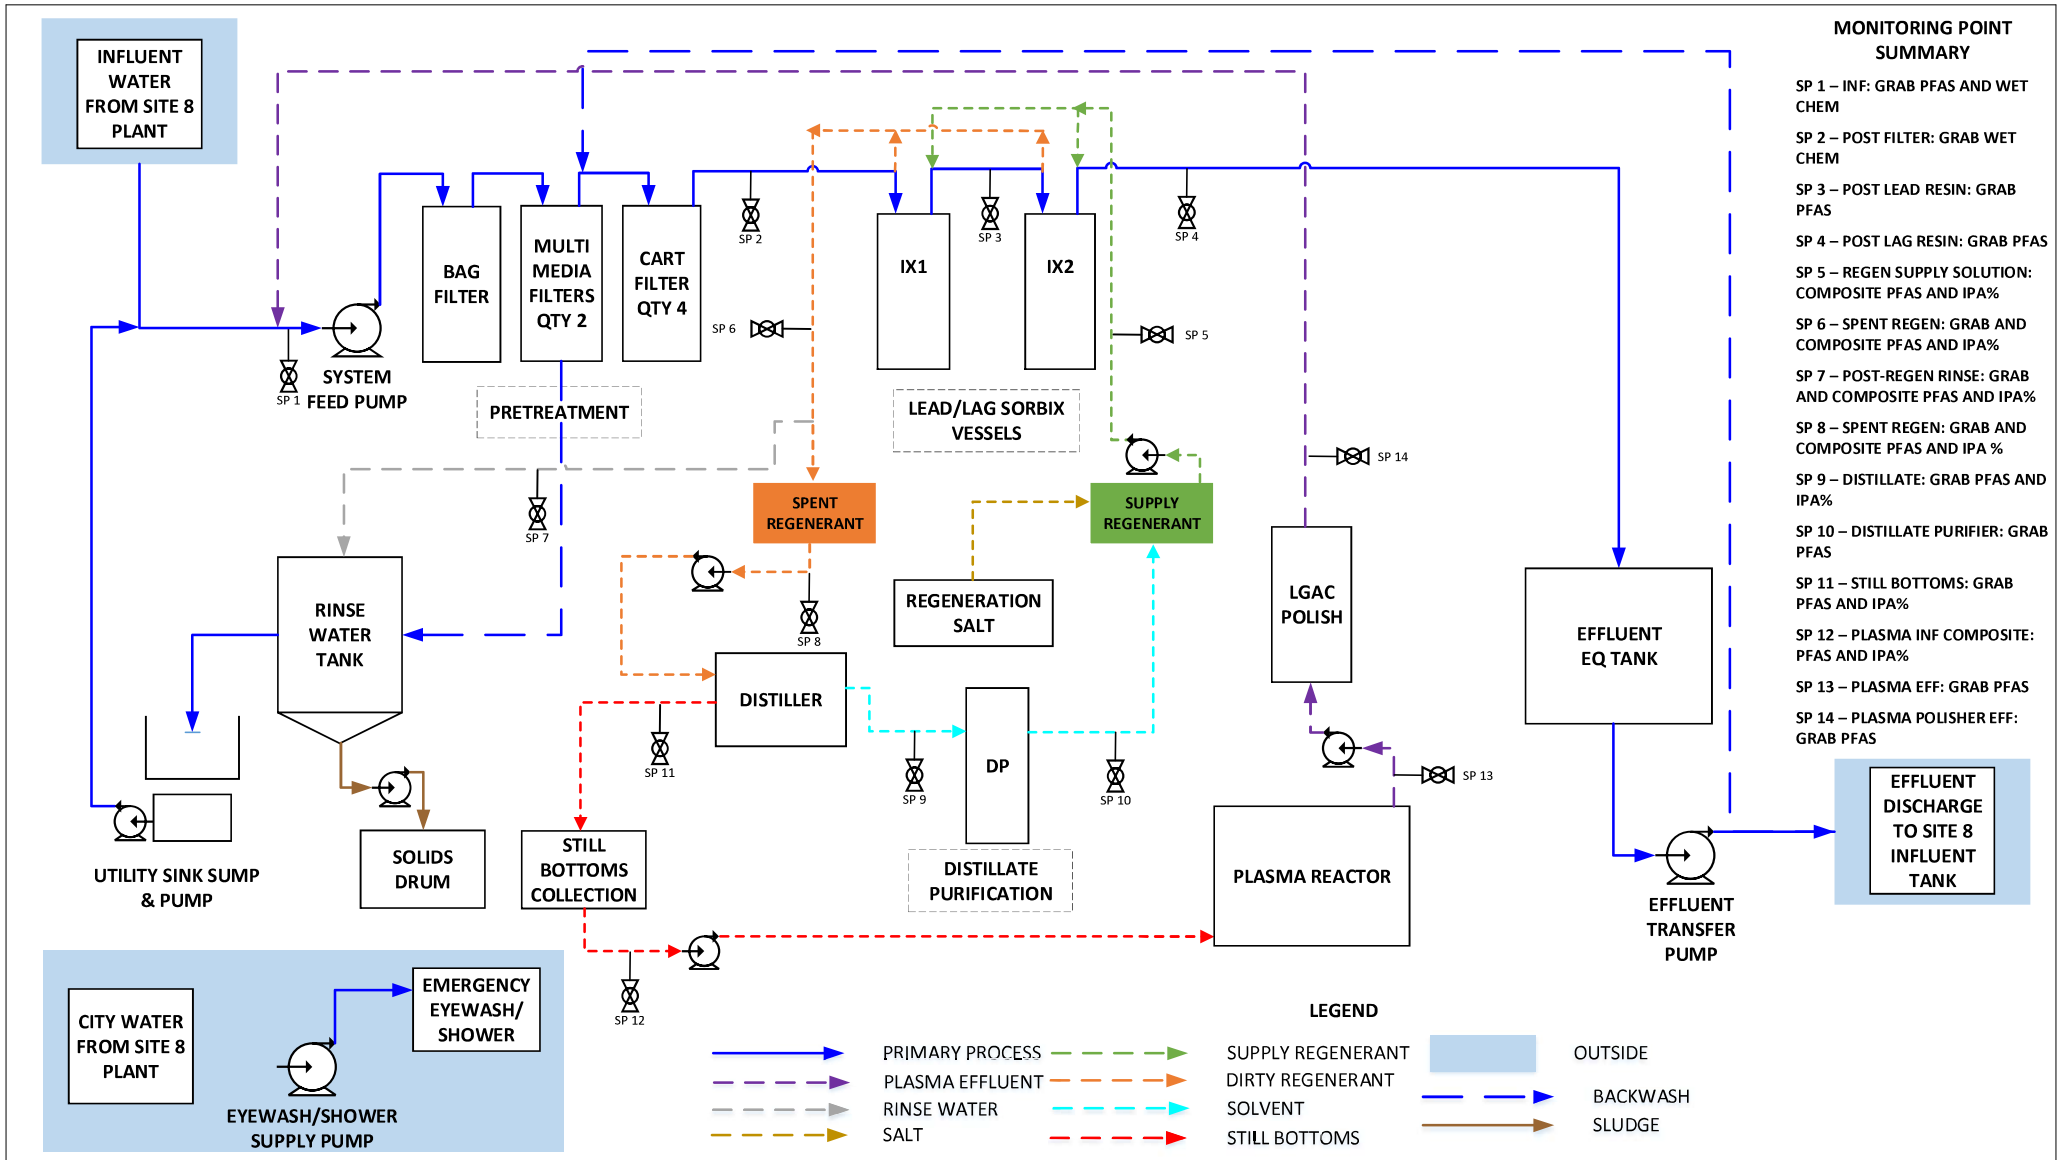 INFLUENT
WATER
FROM SITE 8
PLANT
MONITORING POINT
SUMMARY
SP 1 – INF: GRAB PFAS AND WET
CHEM
SP 2 – POST FILTER: GRAB WET
CHEM
SP 3 – POST LEAD RESIN: GRAB
PFAS
SP 4 – POST LAG RESIN: GRAB PFAS
SP 5 – REGEN SUPPLY SOLUTION:
COMPOSITE PFAS AND IPA%
SP 6 – SPENT REGEN: GRAB AND
COMPOSITE PFAS AND IPA%
SP 7 – POST-REGEN RINSE: GRAB
AND COMPOSITE PFAS AND IPA%
SP 8 – SPENT REGEN: GRAB AND
COMPOSITE PFAS AND IPA %
SP 9 – DISTILLATE: GRAB PFAS AND
IPA%
SP 10 – DISTILLATE PURIFIER: GRAB
PFAS
SP 11 – STILL BOTTOMS: GRAB
PFAS AND IPA%
SP 12 – PLASMA INF COMPOSITE:
PFAS AND IPA%
SP 13 – PLASMA EFF: GRAB PFAS
SP 14 – PLASMA POLISHER EFF:
GRAB PFAS
BAG
FILTER
MULTI
MEDIA
FILTERS
QTY 2
CART
FILTER
QTY 4
SP 2
IX1
SP 3
IX2
SP 4
SP 6
SP 5
SP 1
SYSTEM
FEED PUMP
PRETREATMENT
LEAD/LAG SORBIX
VESSELS
SP 14
SPENT
REGENERANT
SUPPLY
REGENERANT
SP 7
RINSE
WATER
TANK
SP 8
REGENERATION
SALT
LGAC
POLISH
EFFLUENT
EQ TANK
DISTILLER
SP 11
SP 9
DP
SP 10
SP 13
UTILITY SINK SUMP
& PUMP
SOLIDS
DRUM
STILL
BOTTOMS
COLLECTION
DISTILLATE
PURIFICATION
PLASMA REACTOR
EFFLUENT
TRANSFER
PUMP
EFFLUENT
DISCHARGE
TO SITE 8
INFLUENT
TANK
SP 12
CITY WATER
FROM SITE 8
PLANT
EMERGENCY
EYEWASH/
SHOWER
EYEWASH/SHOWER
SUPPLY PUMP
LEGEND
PRIMARY PROCESS
PLASMA EFFLUENT
RINSE WATER
SALT
SUPPLY REGENERANT
DIRTY REGENERANT
SOLVENT
STILL BOTTOMS
OUTSIDE
BACKWASH
SLUDGE